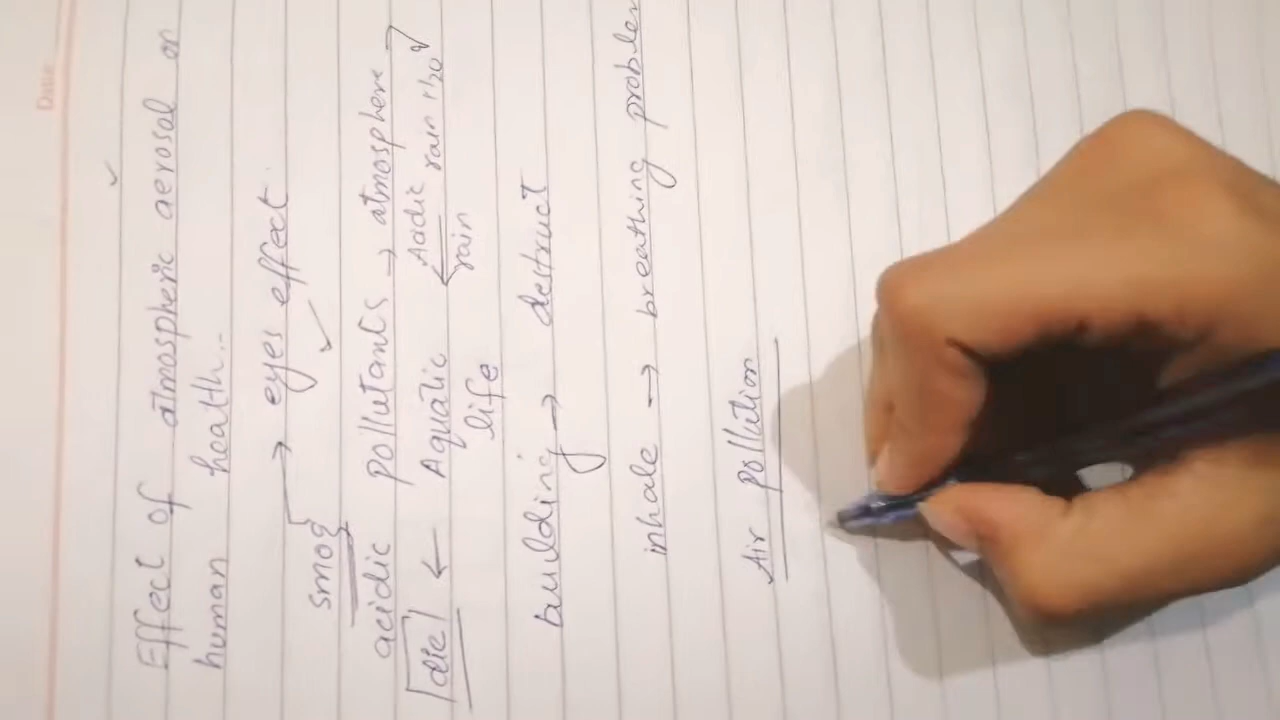 Date
Effect of atmospheric aerosol on
human health...
smog → eyes effect.
acidic pollutants → atmosphere
die ← Aquatic life ← Acidic rain rain H20
building → destruct
inhale → breathing problem
Air pollution